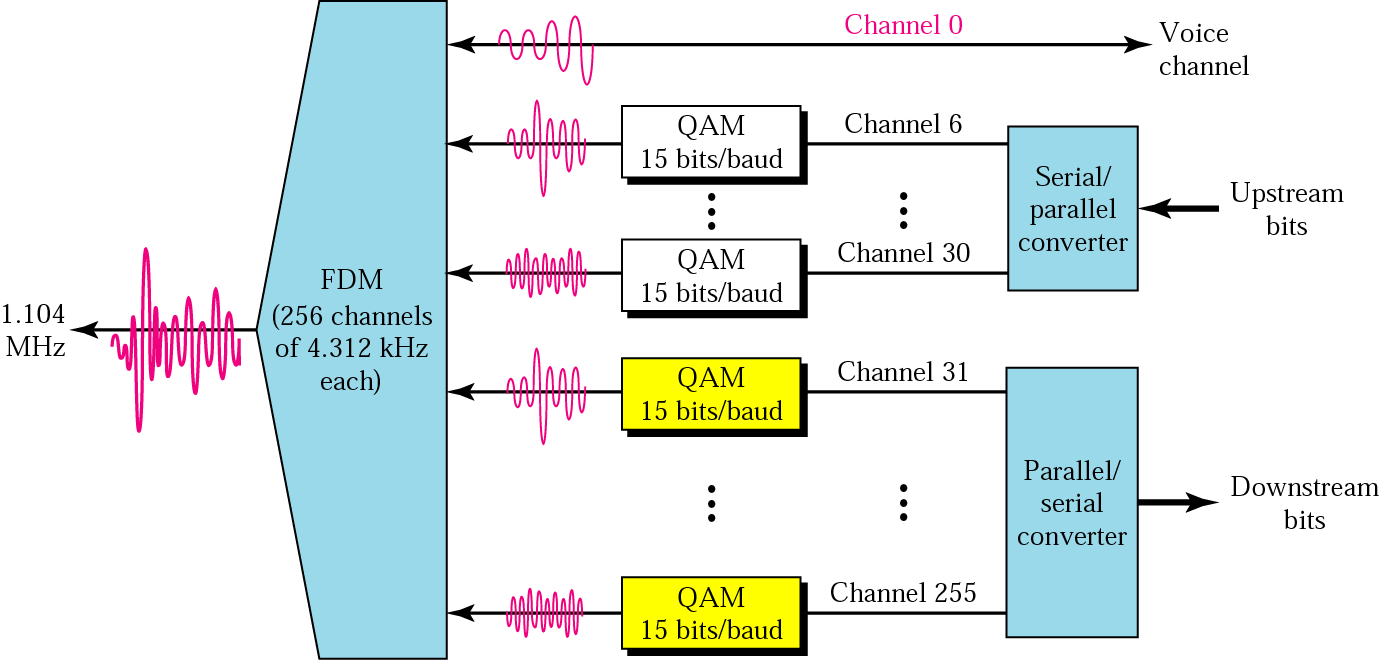 Channel 0
Voice
channel
QAM
15 bits/baud
Channel 6
Serial/
parallel
converter
Upstream
bits
QAM
15 bits/baud
Channel 30
1.104
MHz
FDM
(256 channels
of 4.312 kHz
each)
QAM
15 bits/baud
Channel 31
Parallel/
serial
converter
Downstream
bits
QAM
15 bits/baud
Channel 255